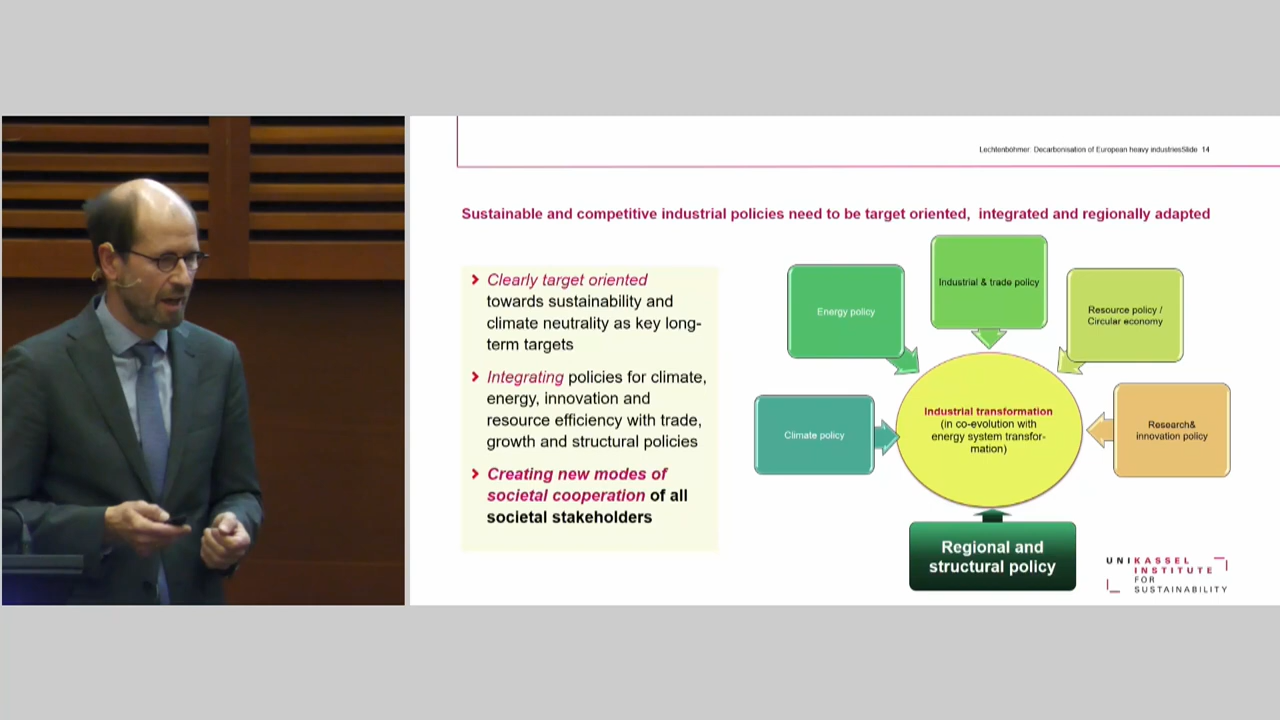 Lechtenböhmer: Decarbonisation of European heavy industriesSlide 14
Sustainable and competitive industrial policies need to be target oriented, integrated and regionally adapted
Clearly target oriented
towards sustainability and
climate neutrality as key long-
term targets
Integrating policies for climate,
energy, innovation and
resource efficiency with trade,
growth and structural policies
Creating new modes of
societal cooperation of all
societal stakeholders
Climate policy
Energy policy
Industrial & trade policy
Resource policy /
Circular economy
Research&
innovation policy
Industrial transformation
(in co-evolution with
energy system transfor-
mation)
Regional and
structural policy
UNIKASSEL
INSTITUTE
FOR
SUSTAINABILITY